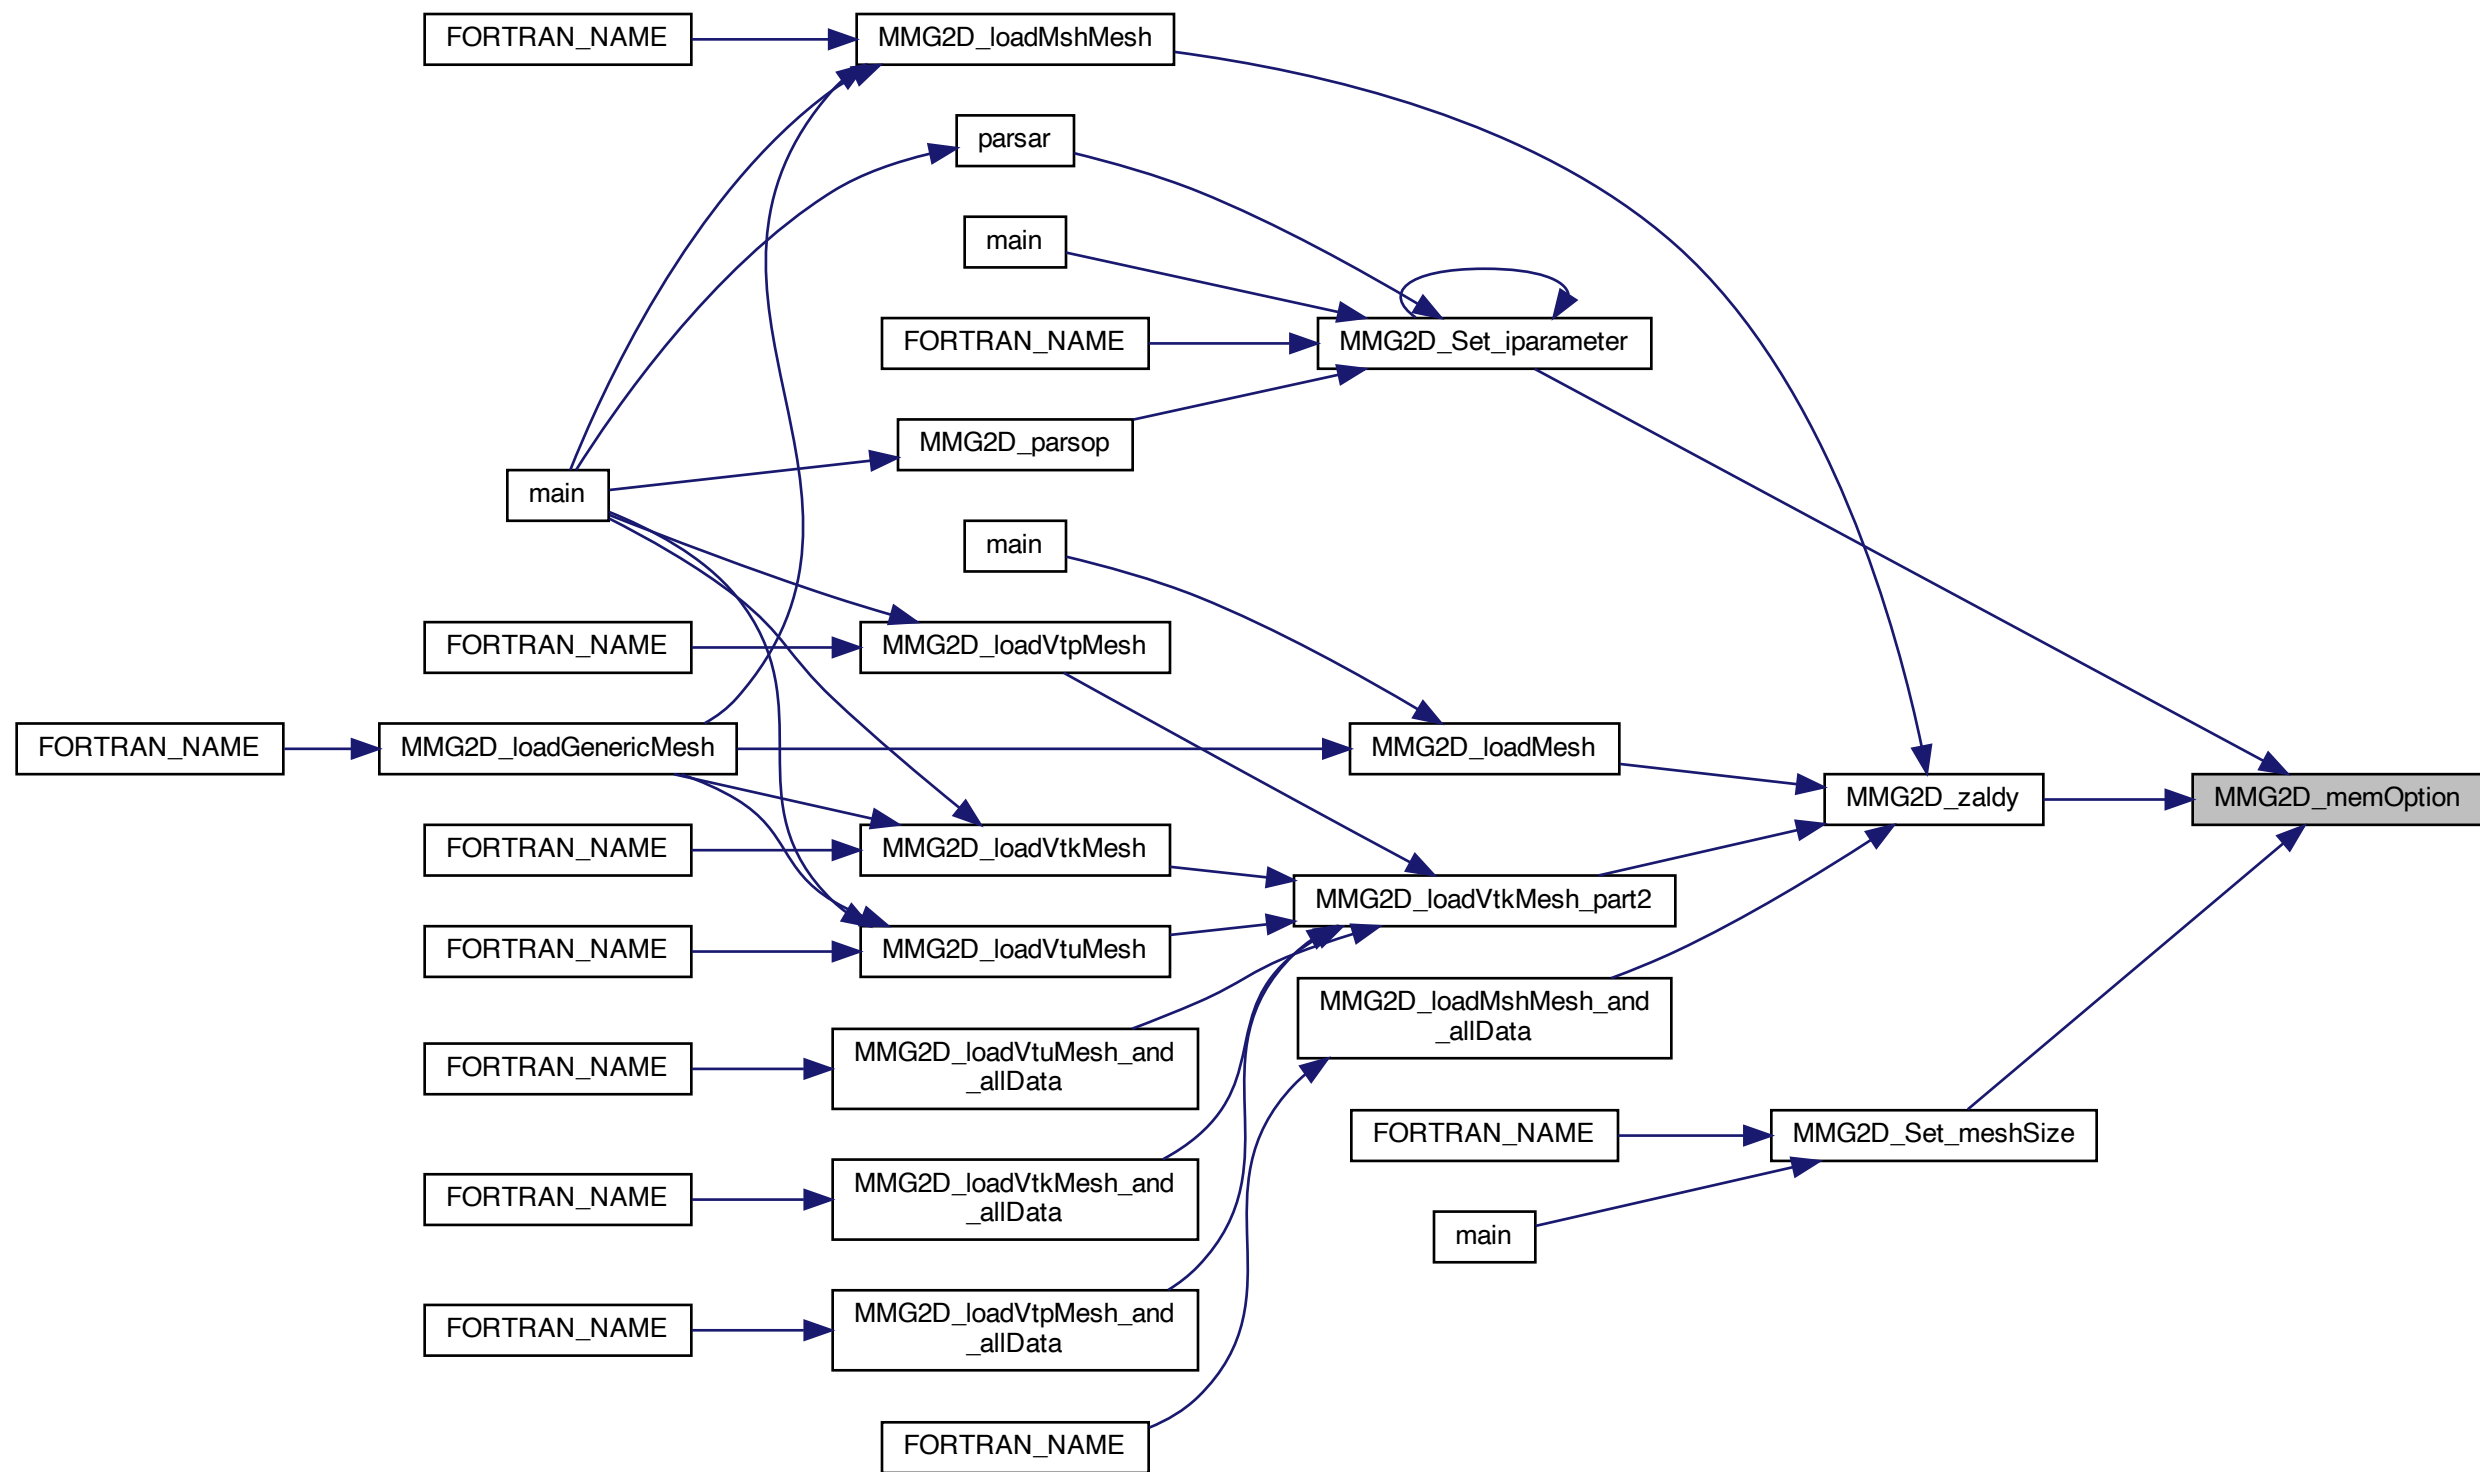 FORTRAN_NAME
MMG2D_loadMshMesh
parsar
main
FORTRAN_NAME
MMG2D_Set_iparameter
MMG2D_parsop
main
main
FORTRAN_NAME
MMG2D_loadVtpMesh
FORTRAN_NAME
MMG2D_loadGenericMesh
MMG2D_loadMesh
MMG2D_zaldy
MMG2D_memOption
FORTRAN_NAME
MMG2D_loadVtkMesh
MMG2D_loadVtkMesh_part2
FORTRAN_NAME
MMG2D_loadVtuMesh
MMG2D_loadMshMesh_and
_allData
FORTRAN_NAME
MMG2D_loadVtuMesh_and
_allData
FORTRAN_NAME
MMG2D_Set_meshSize
FORTRAN_NAME
MMG2D_loadVtkMesh_and
_allData
main
FORTRAN_NAME
MMG2D_loadVtpMesh_and
_allData
FORTRAN_NAME